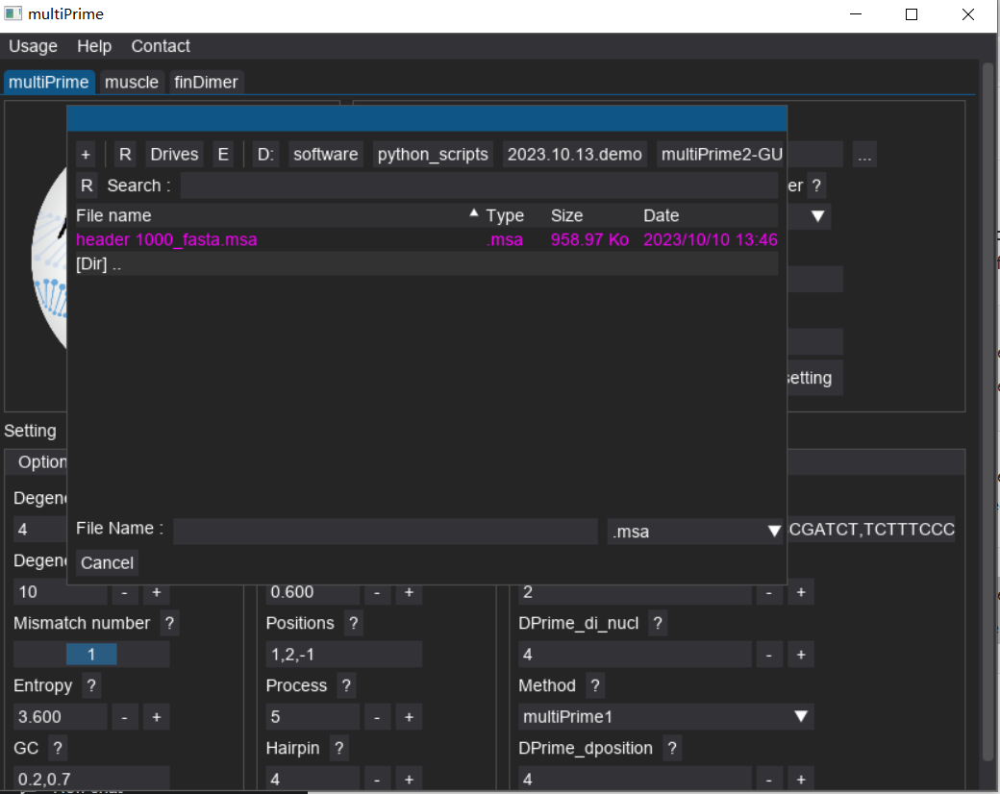 multiPrime
Usage Help Contact
multiPrime muscle finDimer
+ R Drives E D: software python_scripts 2023.10.13.demo multiPrime2-GU ...
R Search : er ?
File name Type Size Date
header 1000_fasta.msa .msa 958.97 Ko 2023/10/10 13:46
[Dir] ..
setting
Setting
Option
File Name : .msa
Degene
4 CGATCT,TCTTTCCC
Cancel
Degene
10 - + 0.600 - + 2 - +
Mismatch number ? Positions ? DPrime_di_nucl ?
1 1,2,-1 4 - +
Entropy ? Process ? Method ?
3.600 - + 5 - + multiPrime1
GC ? Hairpin ? DPrime_dposition ?
0.2,0.7 4 - + 4 - +